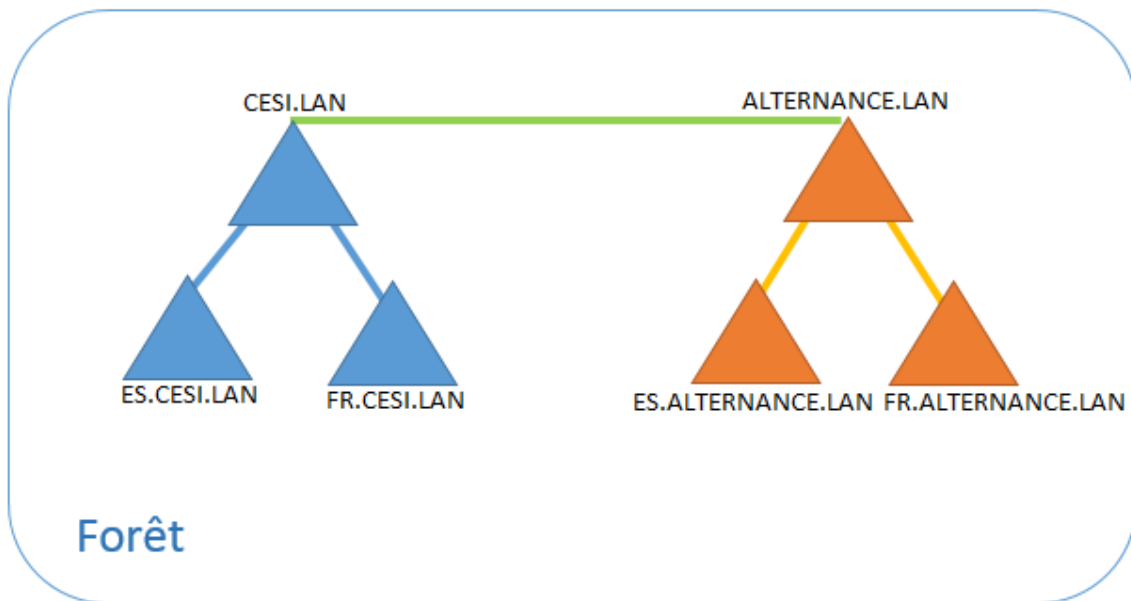 CESI.LAN
ALTERNANCE.LAN
ES.CESI.LAN
FR.CESI.LAN
ES.ALTERNANCE.LAN
FR.ALTERNANCE.LAN
Forêt